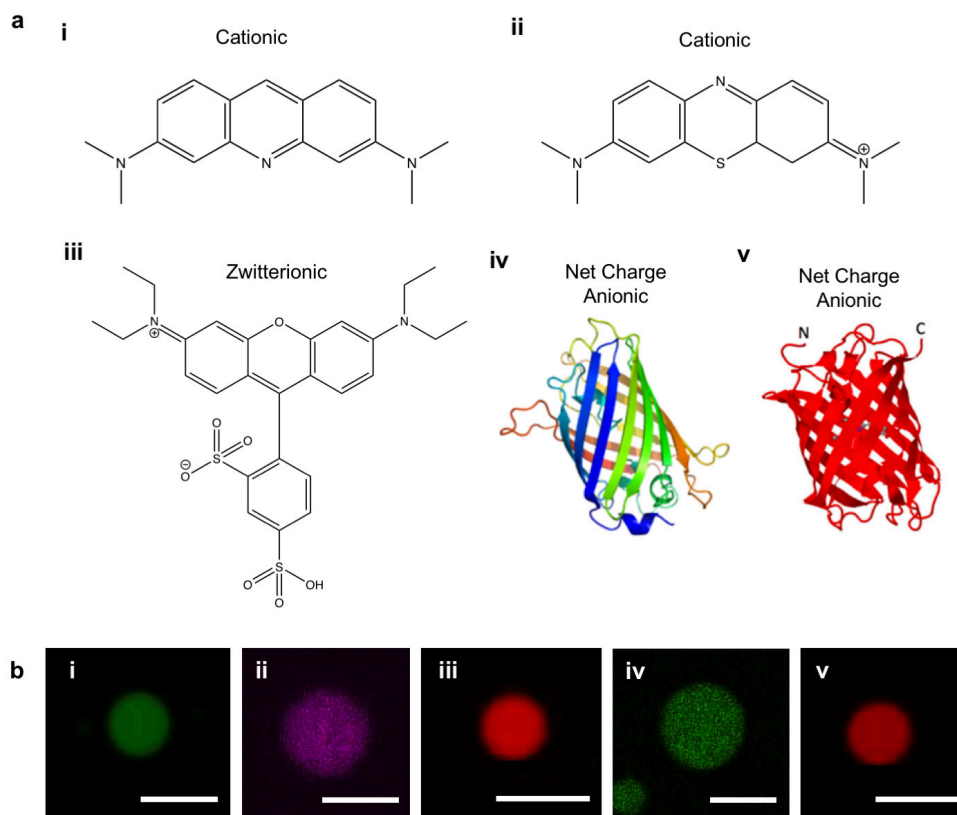 a
i
Cationic
N
N
N
ii
Cationic
N
N
S
N
⊕
iii
Zwitterionic
N
⊕
O
N
O
O
S
⊖
O
O
S
OH
O
iv
Net Charge
Anionic
v
Net Charge
Anionic
N
C
b
i
ii
iii
iv
v